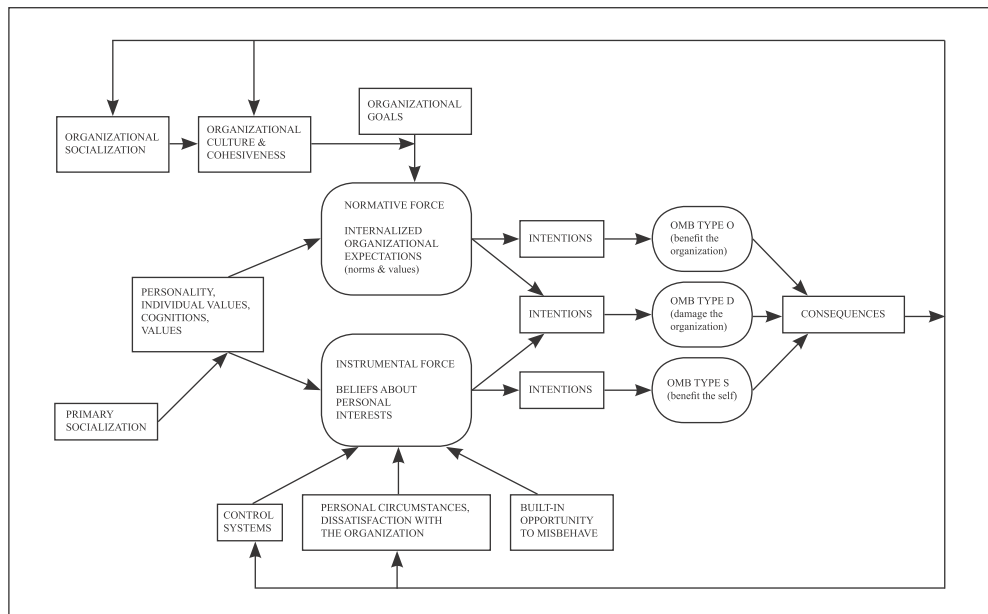 ORGANIZATIONAL
GOALS
ORGANIZATIONAL
SOCIALIZATION
ORGANIZATIONAL
CULTURE &
COHESIVENESS
NORMATIVE FORCE
INTERNALIZED
ORGANIZATIONAL
EXPECTATIONS
(norms & values)
INTENTIONS
OMB TYPE O
(benefit the
organization)
PERSONALITY,
INDIVIDUAL VALUES,
COGNITIONS,
VALUES
INTENTIONS
OMB TYPE D
(damage the
organization)
CONSEQUENCES
INSTRUMENTAL FORCE
BELIEFS ABOUT
PERSONAL
INTERESTS
INTENTIONS
OMB TYPE S
(benefit the self)
PRIMARY
SOCIALIZATION
CONTROL
SYSTEMS
PERSONAL CIRCUMSTANCES,
DISSATISFACTION WITH
THE ORGANIZATION
BUILT-IN
OPPORTUNITY
TO MISBEHAVE